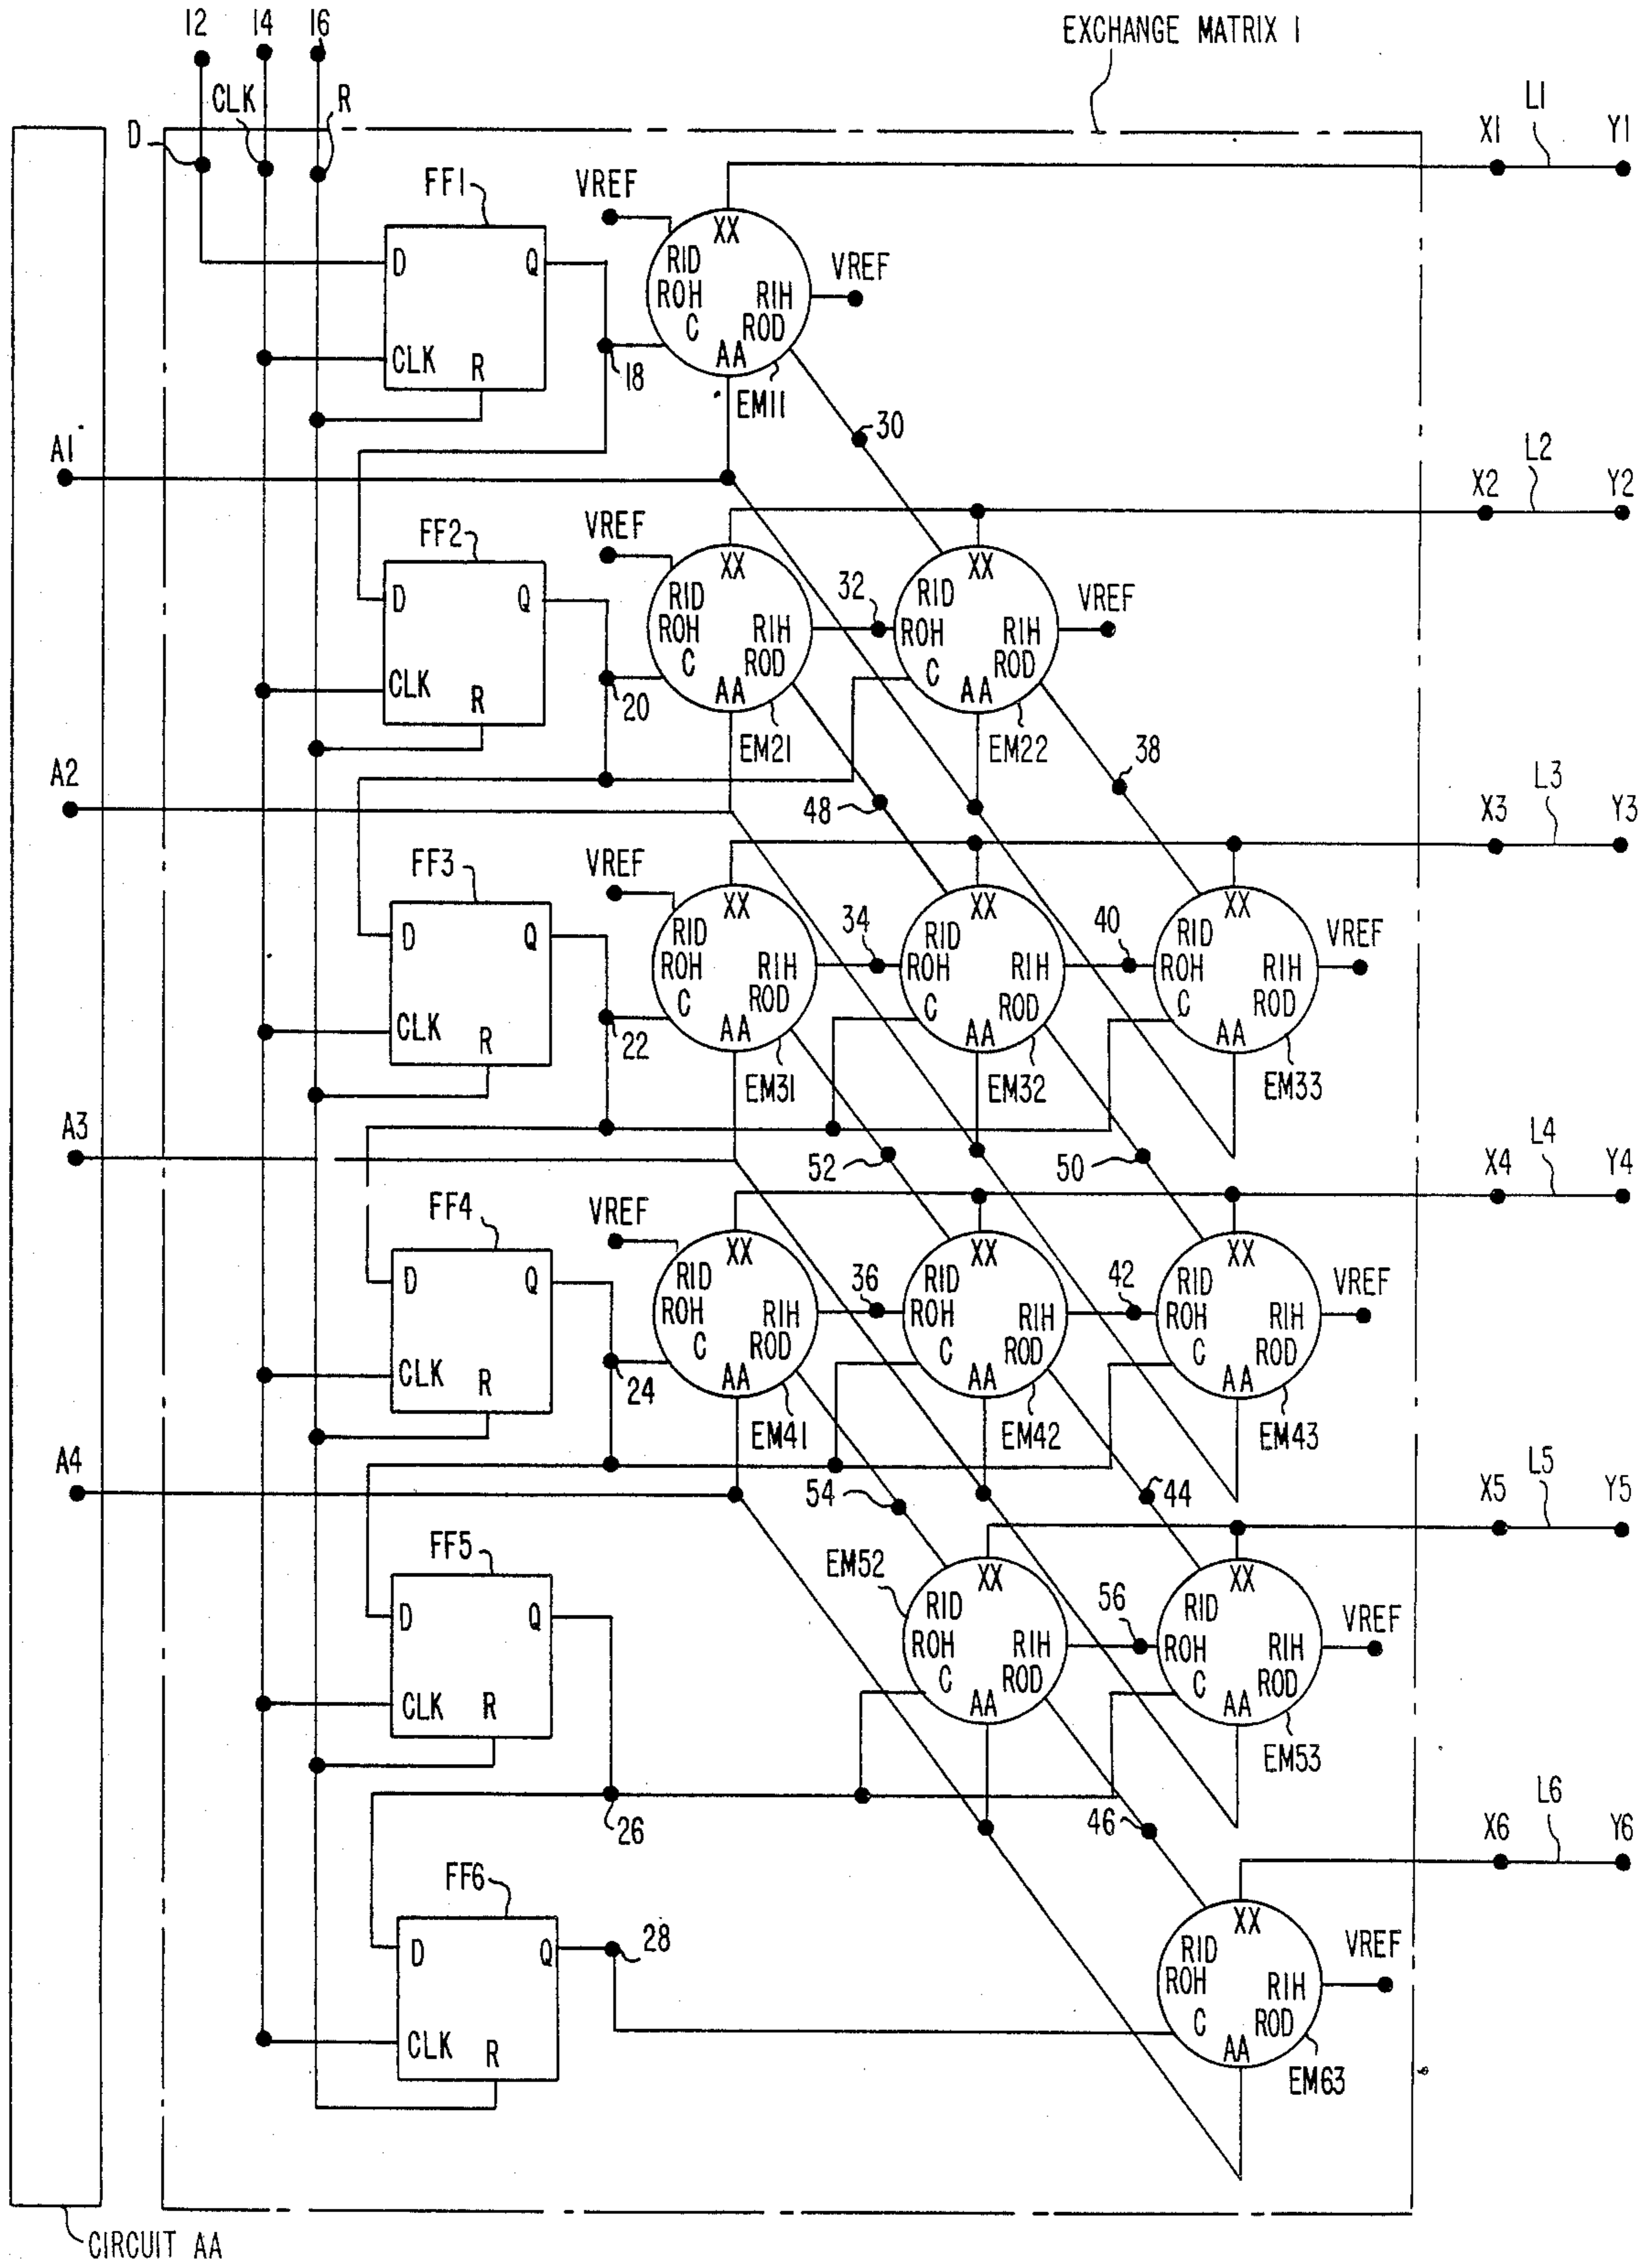 12 14 16
EXCHANGE MATRIX 1
CLK R
D
L1
X1 Y1
FF1
VREF
XX
RID
VREF
D Q
ROH RIH
C ROD
CLK R
18
AA
EM11
30
A1
L2
X2 Y2
FF2
VREF
XX
32
VREF
D Q
RID RID
ROH RIH ROH RIH
C ROD C ROD
CLK R
20
AA AA
EM21 EM22
38
A2
48
L3
X3 Y3
FF3
VREF
XX XX XX
34 40
VREF
D Q
RID RID RID
ROH RIH ROH RIH ROH RIH
C ROD C ROD C ROD
CLK R
22
AA AA AA
EM31 EM32 EM33
A3
52 50
L4
X4 Y4
FF4
VREF
XX XX XX
36 42
VREF
D Q
RID RID RID
ROH RIH ROH RIH ROH RIH
C ROD C ROD C ROD
CLK R
24
AA AA AA
EM41 EM42 EM43
A4
54 44
L5
X5 Y5
FF5
EM52
XX XX
56
VREF
D Q
RID RID
ROH RIH ROH RIH
C ROD C ROD
CLK R
AA AA
EM53
26
46
L6
X6 Y6
FF6
28
XX
VREF
D Q
RID
ROH RIH
C ROD
CLK R
AA
EM63
CIRCUIT AA